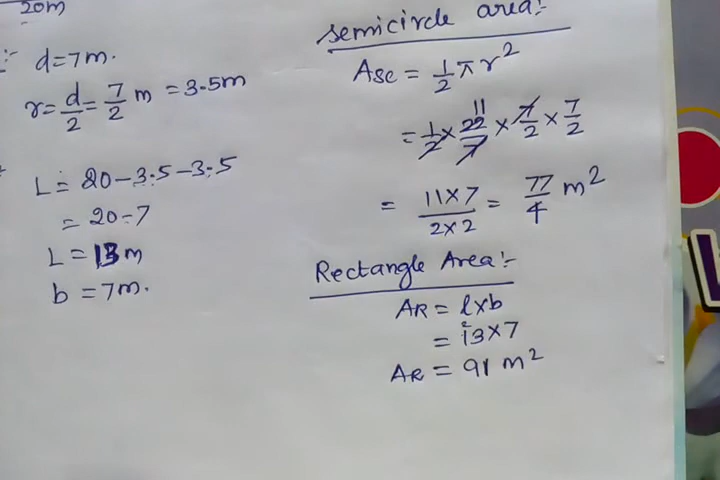 20m
d=7m.
r=d/2=7/2 m =3.5m
L=20-3.5-3.5
=20-7
L=13m
b=7m.
Semicircle area:-
Asc=1/2πr²
11
=1/2×22/7×7/2×7/2
=11×7/2×2=77/4 m²
Rectangle Area:-
AR=l×b
=13×7
AR=91 m²